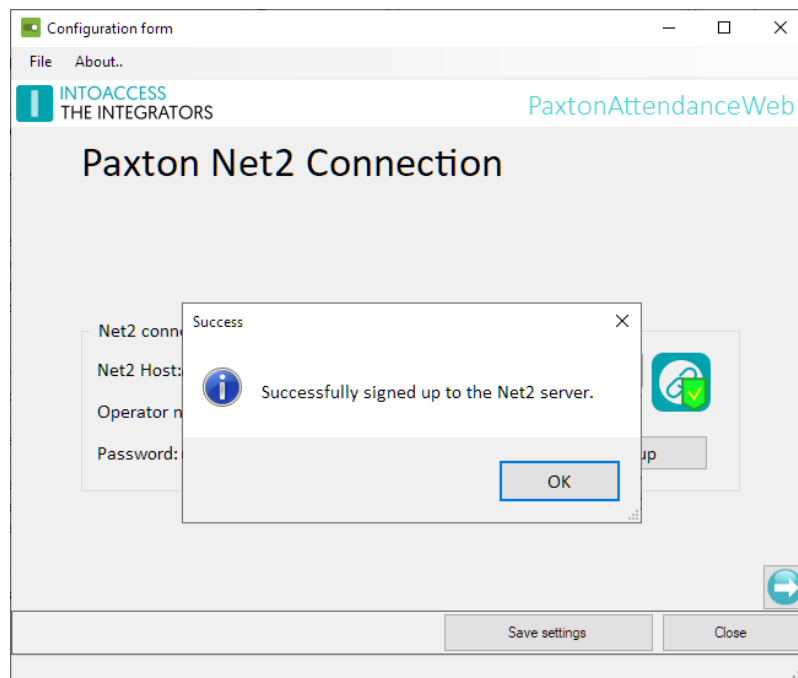 Configuration form
File About..
INTOACCESS
THE INTEGRATORS
PaxtonAttendanceWeb
Paxton Net2 Connection
Success
Net2 conn
Net2 Host:
Successfully signed up to the Net2 server.
Operator n
Password:
up
OK
Save settings
Close